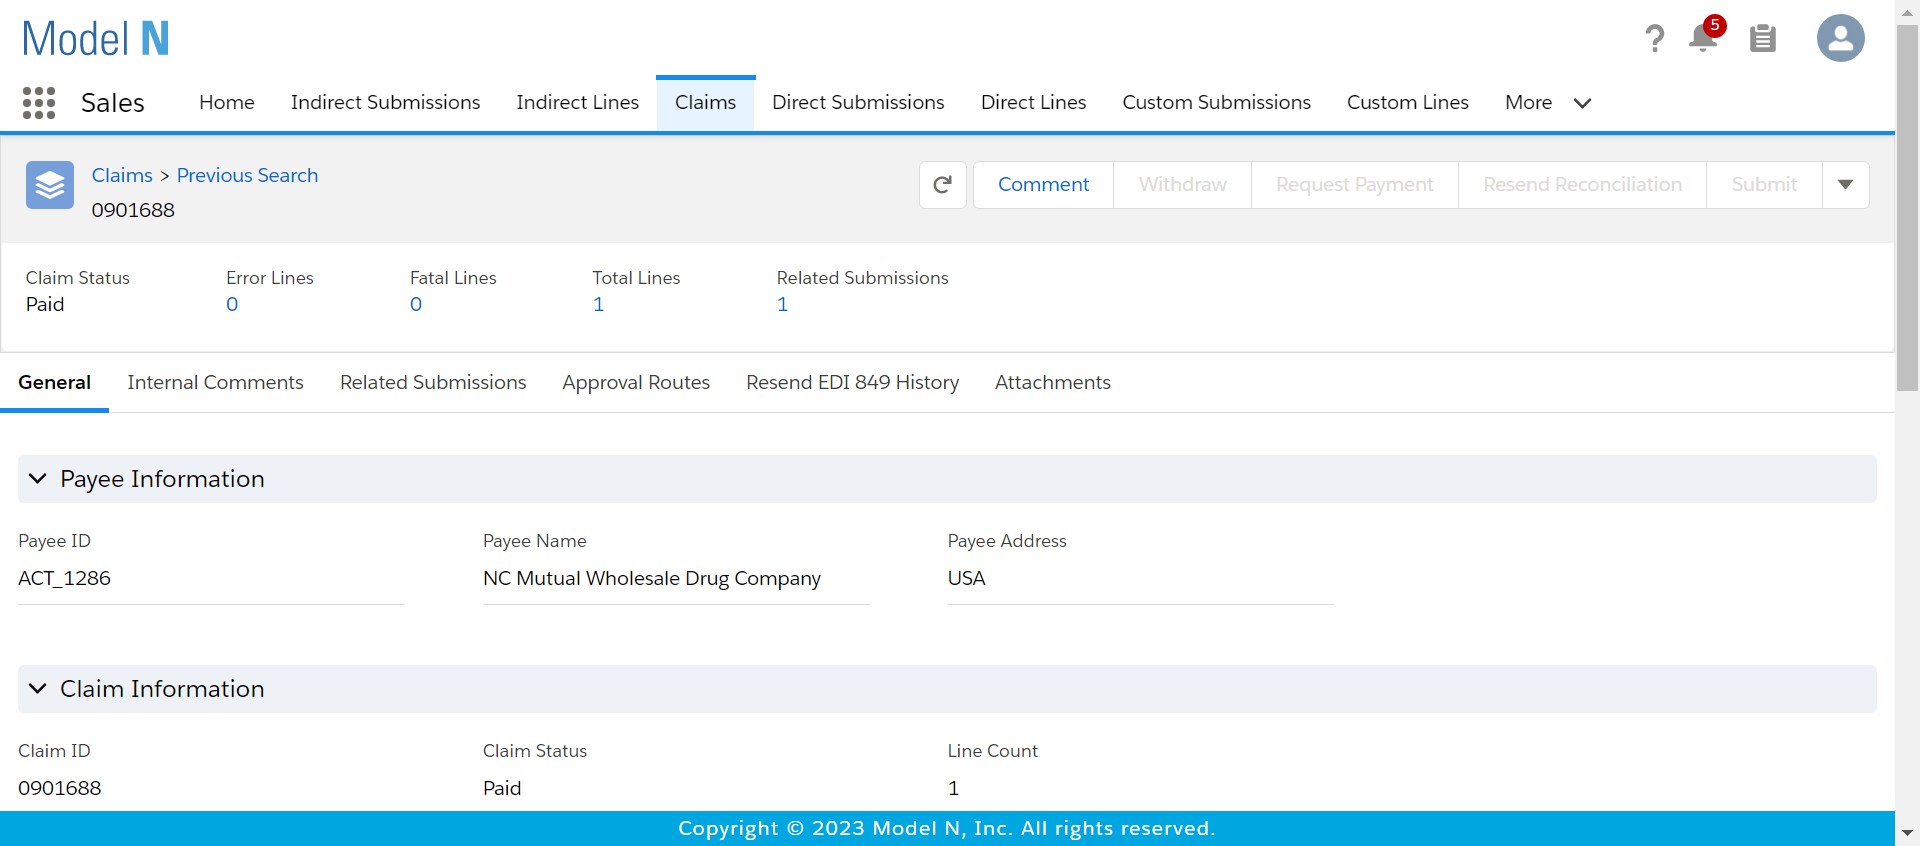 Model N
5
Sales Home Indirect Submissions Indirect Lines Claims Direct Submissions Direct Lines Custom Submissions Custom Lines More
Claims > Previous Search
0901688
Comment Withdraw Request Payment Resend Reconciliation Submit
Claim Status Error Lines Fatal Lines Total Lines Related Submissions
Paid 0 0 1 1
General Internal Comments Related Submissions Approval Routes Resend EDI 849 History Attachments
Payee Information
Payee ID Payee Name Payee Address
ACT_1286 NC Mutual Wholesale Drug Company USA
Claim Information
Claim ID Claim Status Line Count
0901688 Paid 1
Copyright © 2023 Model N, Inc. All rights reserved.